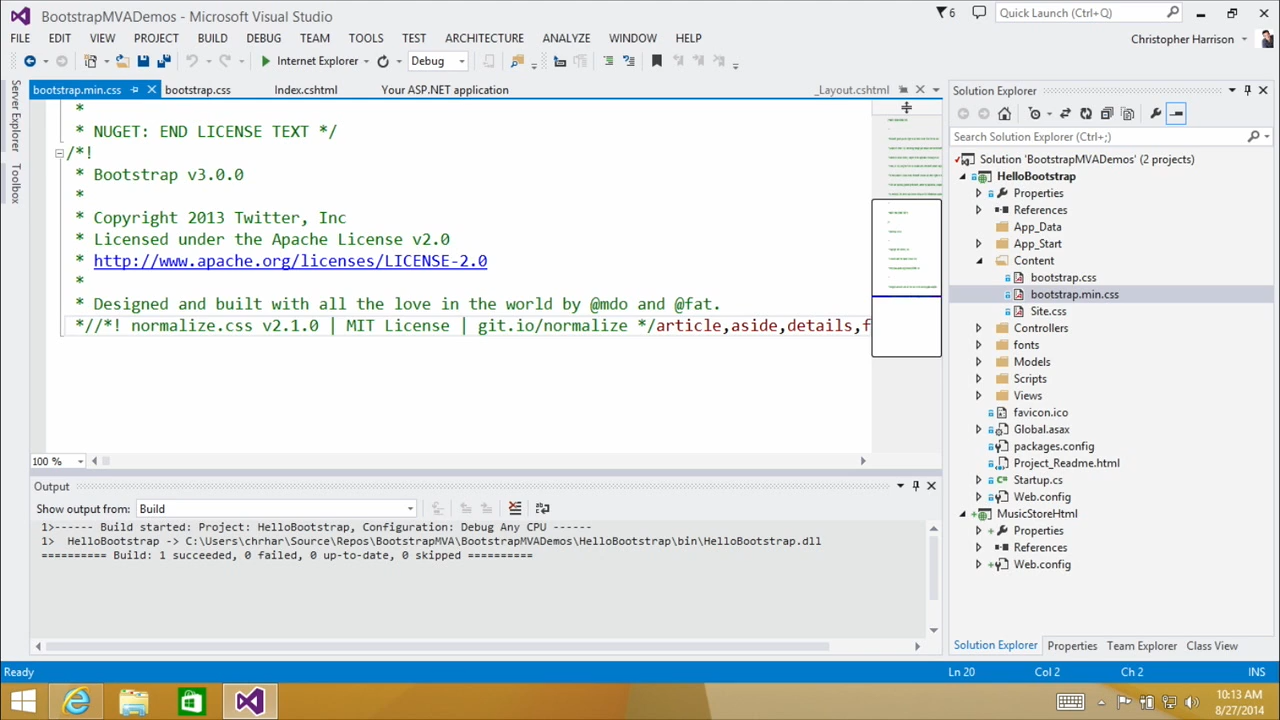 BootstrapMVADemos - Microsoft Visual Studio
6
Quick Launch (Ctrl+Q)
FILE EDIT VIEW PROJECT BUILD DEBUG TEAM TOOLS TEST ARCHITECTURE ANALYZE WINDOW HELP
Christopher Harrison
Internet Explorer
Debug
Server Explorer
Toolbox
bootstrap.min.css
bootstrap.css
Index.cshtml
Your ASP.NET application
_Layout.cshtml
*
* NUGET: END LICENSE TEXT */
/*!
* Bootstrap v3.0.0
*
* Copyright 2013 Twitter, Inc
* Licensed under the Apache License v2.0
* http://www.apache.org/licenses/LICENSE-2.0
*
* Designed and built with all the love in the world by @mdo and @fat.
*//*! normalize.css v2.1.0 | MIT License | git.io/normalize */article,aside,details,f
100 %
Output
Show output from: Build
1>------ Build started: Project: HelloBootstrap, Configuration: Debug Any CPU ------
1>  HelloBootstrap -> C:\Users\chrhar\Source\Repos\BootstrapMVA\BootstrapMVADemos\HelloBootstrap\bin\HelloBootstrap.dll
========== Build: 1 succeeded, 0 failed, 0 up-to-date, 0 skipped ==========
Solution Explorer
Search Solution Explorer (Ctrl+;)
Solution 'BootstrapMVADemos' (2 projects)
HelloBootstrap
Properties
References
App_Data
App_Start
Content
bootstrap.css
bootstrap.min.css
Site.css
Controllers
fonts
Models
Scripts
Views
favicon.ico
Global.asax
packages.config
Project_Readme.html
Startup.cs
Web.config
MusicStoreHtml
Properties
References
Web.config
Solution Explorer Properties Team Explorer Class View
Ready
Ln 20
Col 2
Ch 2
INS
10:13 AM
8/27/2014